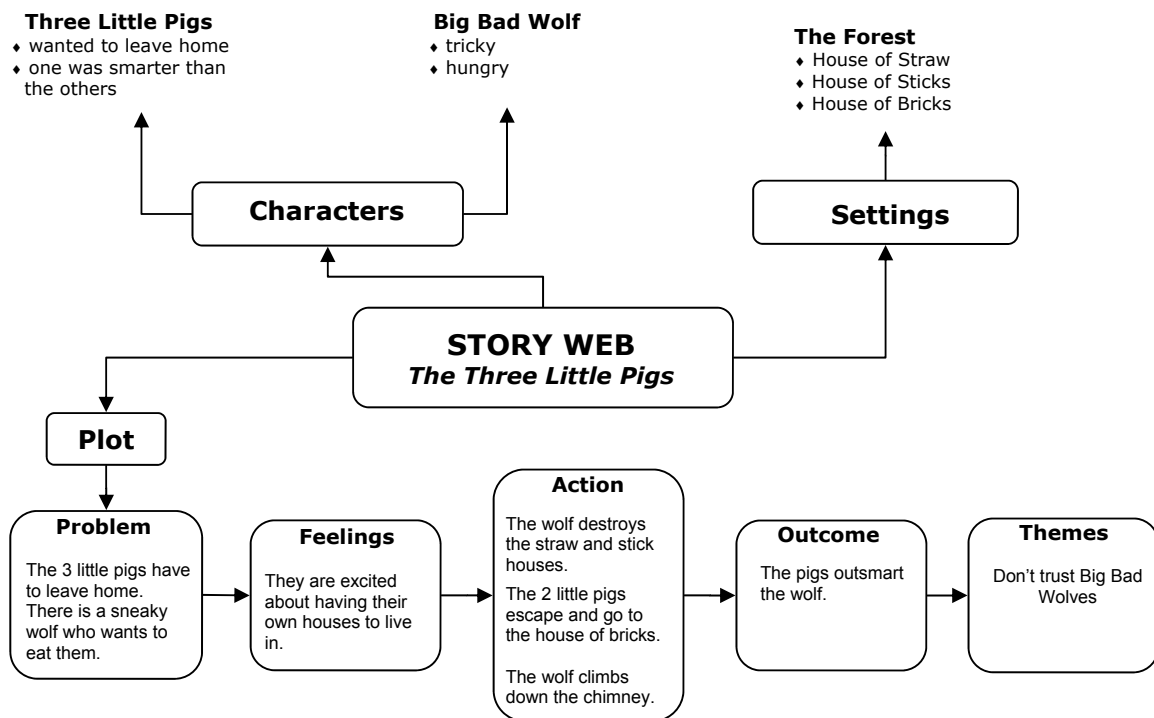 Three Little Pigs
♦ wanted to leave home
♦ one was smarter than
the others
Big Bad Wolf
♦ tricky
♦ hungry
The Forest
♦ House of Straw
♦ House of Sticks
♦ House of Bricks
Characters
Settings
STORY WEB
The Three Little Pigs
Plot
Problem
The 3 little pigs have
to leave home.
There is a sneaky
wolf who wants to
eat them.
Feelings
They are excited
about having their
own houses to live
in.
Action
The wolf destroys
the straw and stick
houses.
The 2 little pigs
escape and go to
the house of bricks.
The wolf climbs
down the chimney.
Outcome
The pigs outsmart
the wolf.
Themes
Don’t trust Big Bad
Wolves